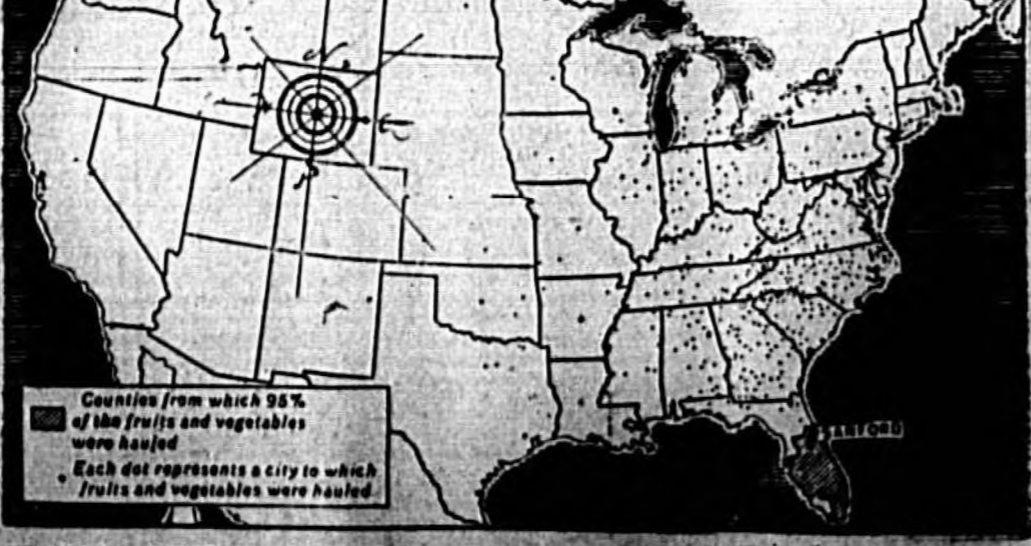 SANFORD
Counties from which 95%
of the fruits and vegetables
were hauled
Each dot represents a city to which
fruits and vegetables were hauled